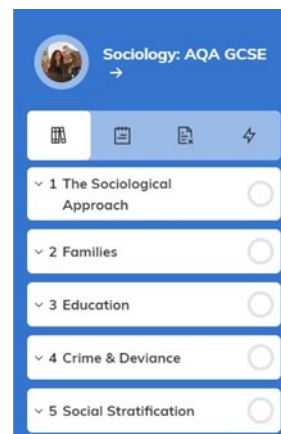 Sociology: AQA GCSE
→
1 The Sociological
Approach
2 Families
3 Education
4 Crime & Deviance
5 Social Stratification